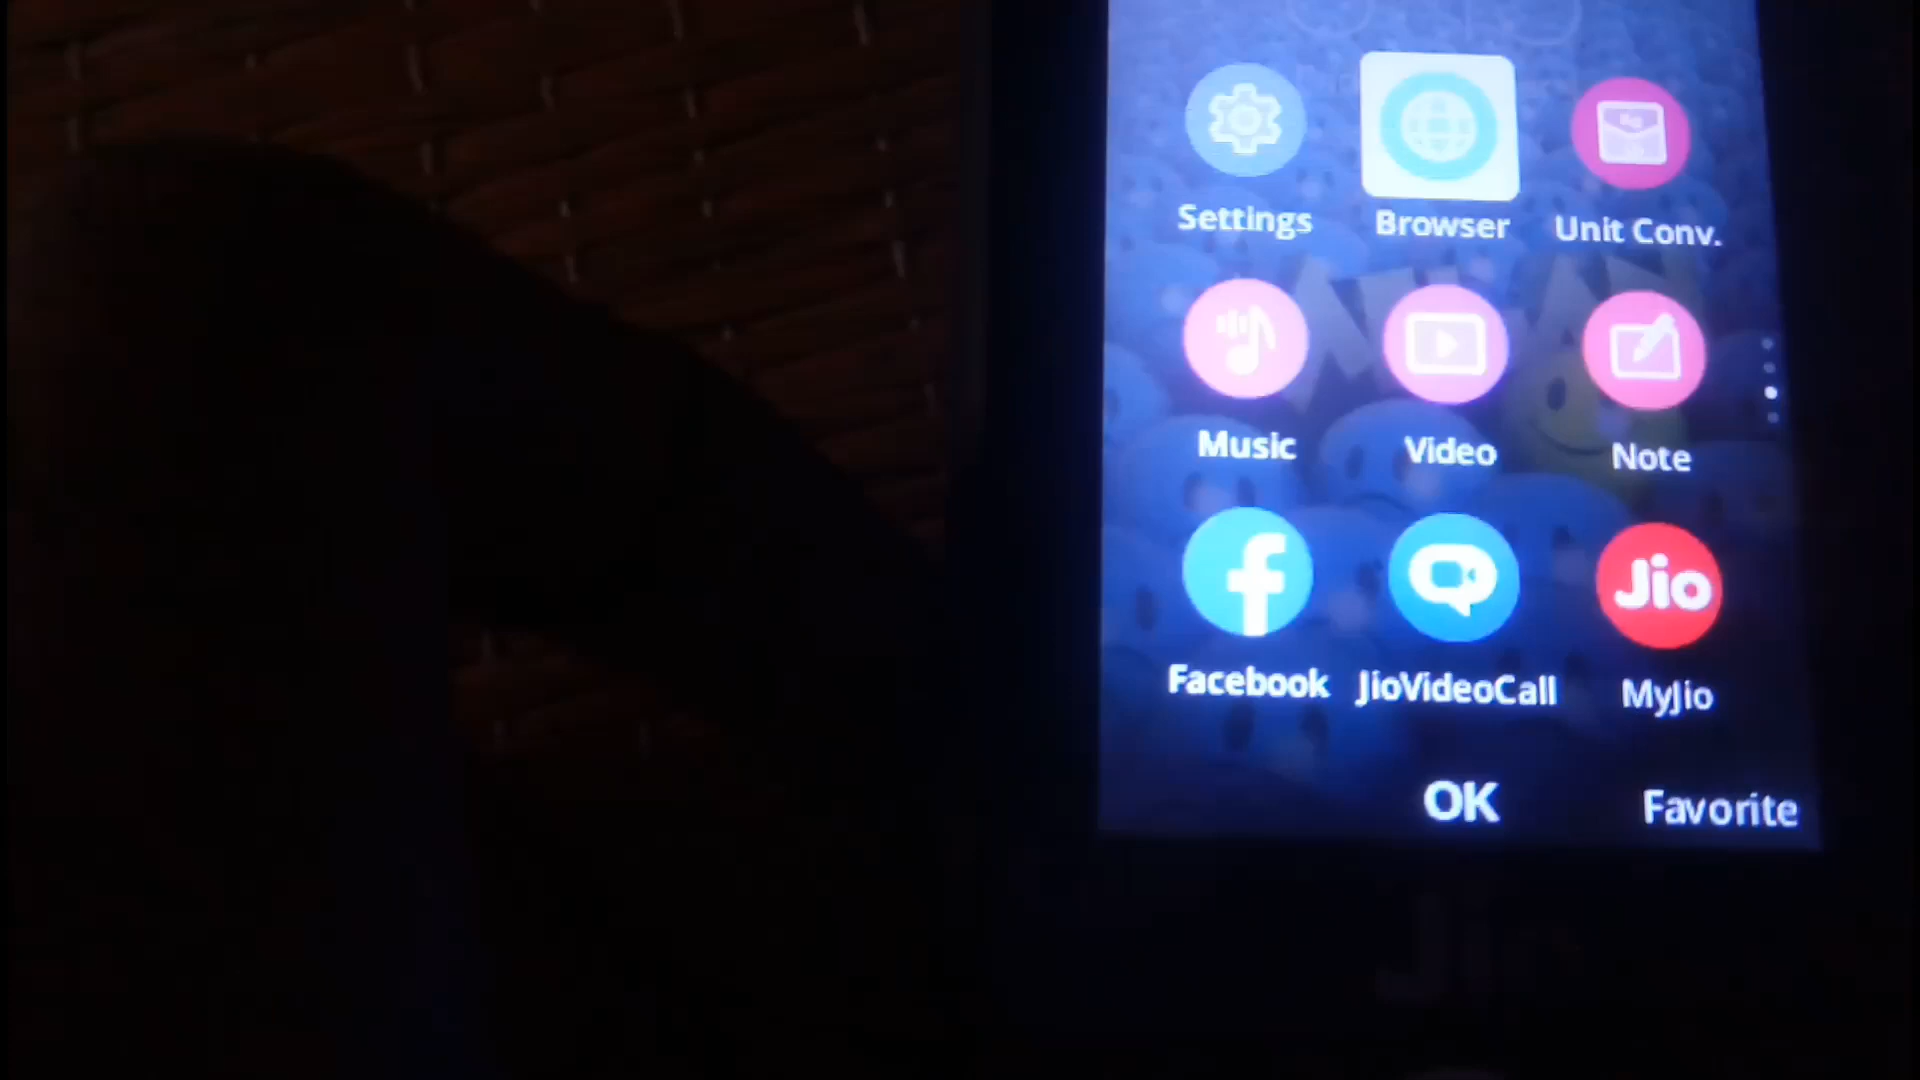 Settings Browser Unit Conv.
Music Video Note
Jio
Facebook JioVideoCall MyJio
OK Favorite